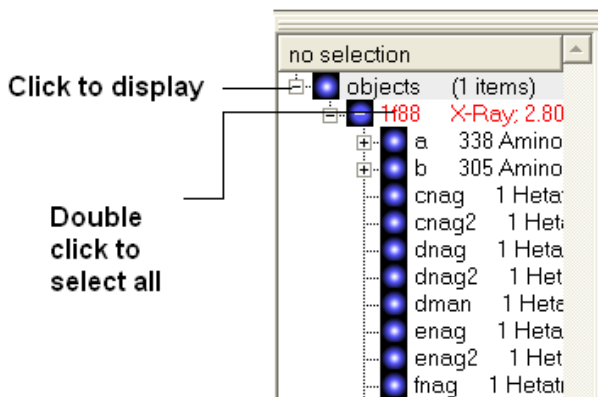 no selection
Click to display
objects (1 items)
1f88 X-Ray; 2.80
a 338 Amino
b 305 Amino
cnag 1 Hetat
cnag2 1 Heta
Double
click to
select all
dnag 1 Heta
dnag2 1 Het
dman 1 Heta
enag 1 Heta
enag2 1 Het
fnag 1 Hetatr